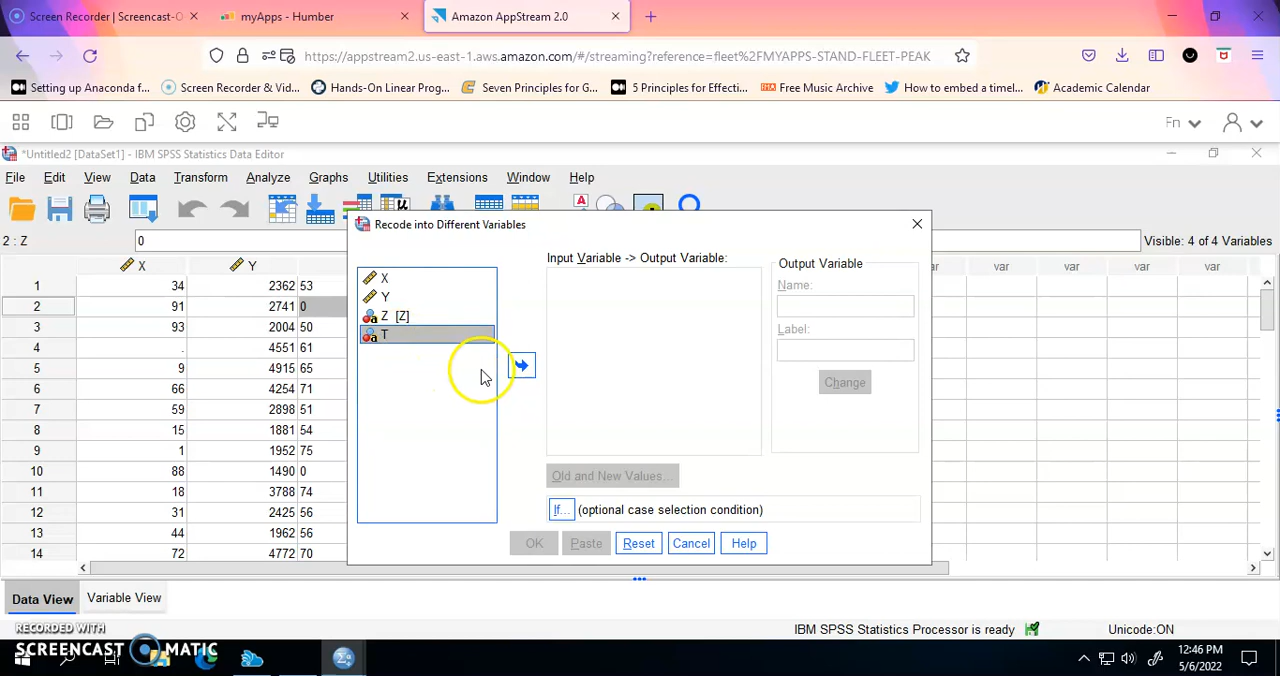 Screen Recorder | Screencast-O
myApps - Humber
Amazon AppStream 2.0
https://appstream2.us-east-1.aws.amazon.com/#/streaming?reference=fleet%2FMYAPPS-STAND-FLEET-PEAK
Setting up Anaconda f...
Screen Recorder & Vid...
Hands-On Linear Prog...
Seven Principles for G...
5 Principles for Effecti...
Free Music Archive
How to embed a timel...
Academic Calendar
Fn
*Untitled2 [DataSet1] - IBM SPSS Statistics Data Editor
File Edit View Data Transform Analyze Graphs Utilities Extensions Window Help
2 : Z 0 Visible: 4 of 4 Variables
X Y var var var var
1 34 2362 53
2 91 2741 0
3 93 2004 50
4 . 4551 61
5 9 4915 65
6 66 4254 71
7 59 2898 51
8 15 1881 54
9 1 1952 75
10 88 1490 0
11 18 3788 74
12 31 2425 56
13 44 1962 56
14 72 4772 70
Recode into Different Variables
X
Y
Z [Z]
T
Input Variable -> Output Variable:
Output Variable
Name:
Label:
Change
Old and New Values...
If... (optional case selection condition)
OK Paste Reset Cancel Help
Data View Variable View
IBM SPSS Statistics Processor is ready Unicode:ON
RECORDED WITH
SCREENCAST MATIC
12:46 PM
5/6/2022